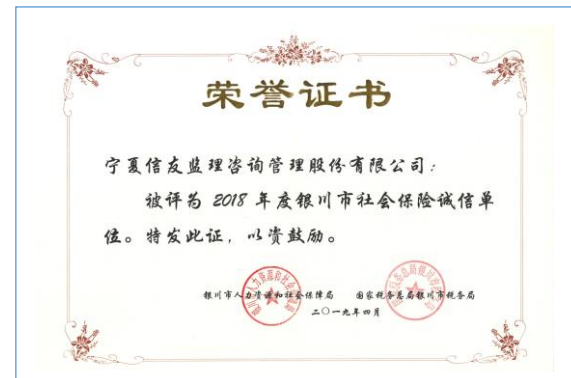 荣誉证书
宁夏信友监理咨询管理股份有限公司：
被评为 2018 年度银川市社会保险诚信单
位。特发此证，以资鼓励。
银川市人力资源和社会保障局 国家税务总局银川市税务局
二〇一九年四月